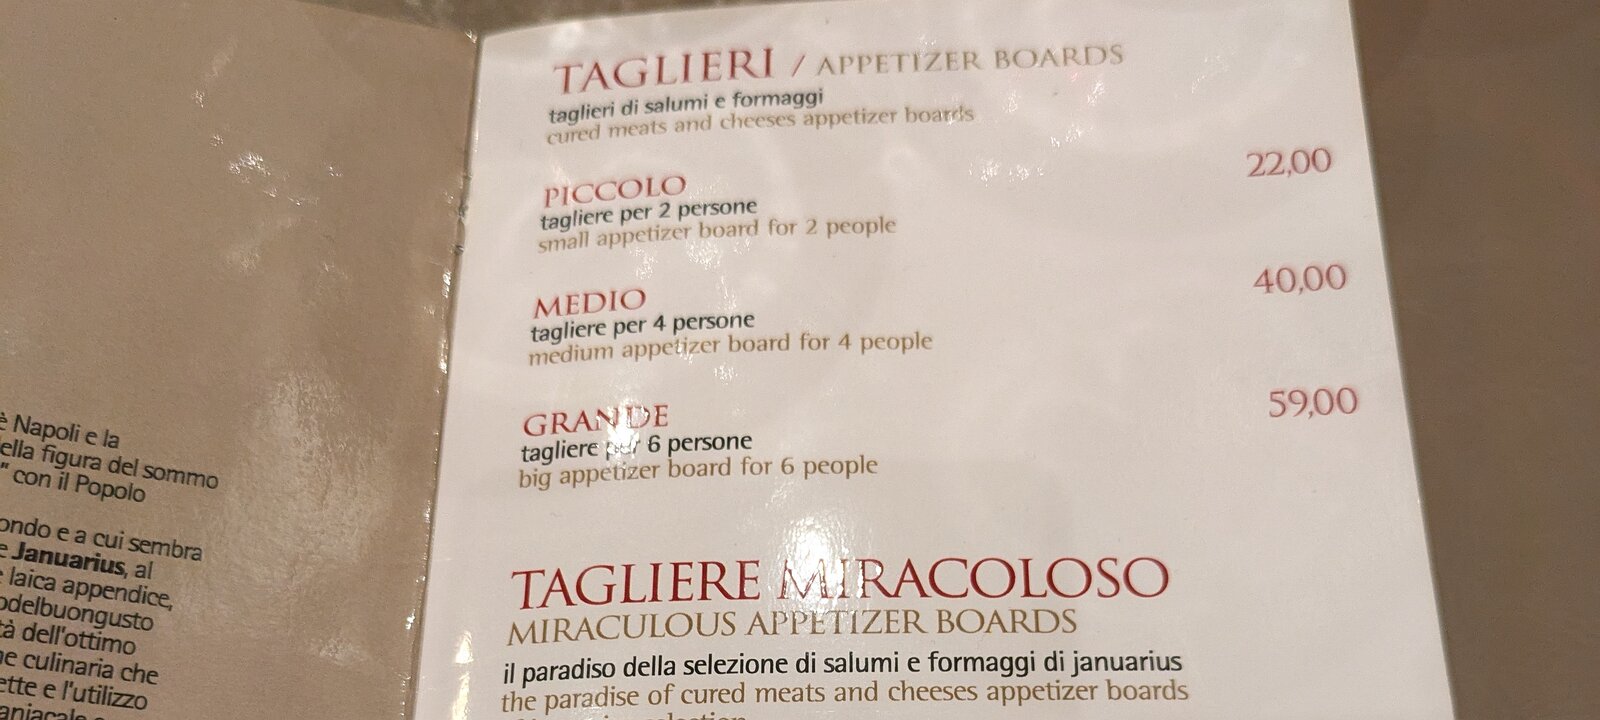 è Napoli e la
ella figura del sommo
" con il Popolo
ondo e a cui sembra
e Januarius, al
laica appendice,
odelbuongusto
tà dell'ottimo
ne culinaria che
ette e l'utilizzo
aniacale
TAGLIERI / APPETIZER BOARDS
taglieri di salumi e formaggi
cured meats and cheeses appetizer boards
PICCOLO 22,00
tagliere per 2 persone
small appetizer board for 2 people
MEDIO 40,00
tagliere per 4 persone
medium appetizer board for 4 people
GRANDE 59,00
tagliere per 6 persone
big appetizer board for 6 people
TAGLIERE MIRACOLOSO
MIRACULOUS APPETIZER BOARDS
il paradiso della selezione di salumi e formaggi di januarius
the paradise of cured meats and cheeses appetizer boards
selection